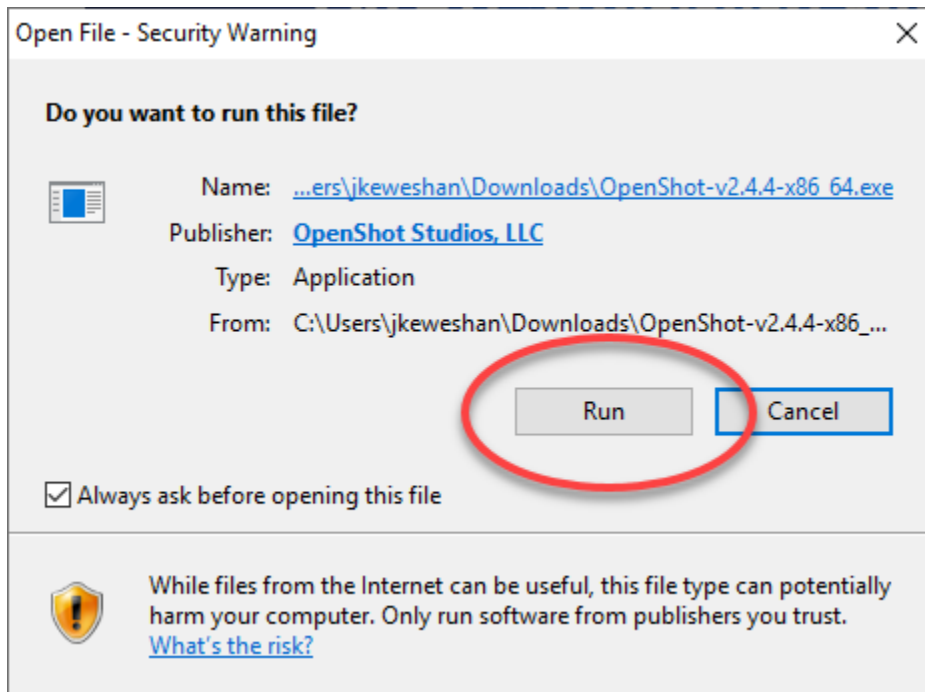 Open File - Security Warning
Do you want to run this file?
Name: ...ers\jkeweshan\Downloads\OpenShot-v2.4.4-x86_64.exe
Publisher: OpenShot Studios, LLC
Type: Application
From: C:\Users\jkeweshan\Downloads\OpenShot-v2.4.4-x86_...
Run Cancel
Always ask before opening this file
While files from the Internet can be useful, this file type can potentially
harm your computer. Only run software from publishers you trust.
What's the risk?